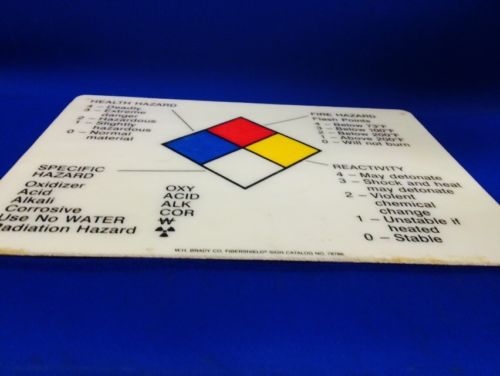 HEALTH HAZARD
4 – Deadly
3 – Extreme
danger
2 – Hazardous
1 – Slightly
hazardous
0 – Normal
material
FIRE HAZARD
Flash Points
4 – Below 73°F
3 – Below 100°F
2 – Below 200°F
1 – Above 200°F
0 – Will not burn
SPECIFIC
HAZARD
Oxidizer OXY
Acid ACID
Alkali ALK
Corrosive COR
Use No WATER W
Radiation Hazard
REACTIVITY
4 – May detonate
3 – Shock and heat
may detonate
2 – Violent
chemical
change
1 – Unstable if
heated
0 – Stable
W.H. BRADY CO. FIBERSHIELD SIGN CATALOG NO.